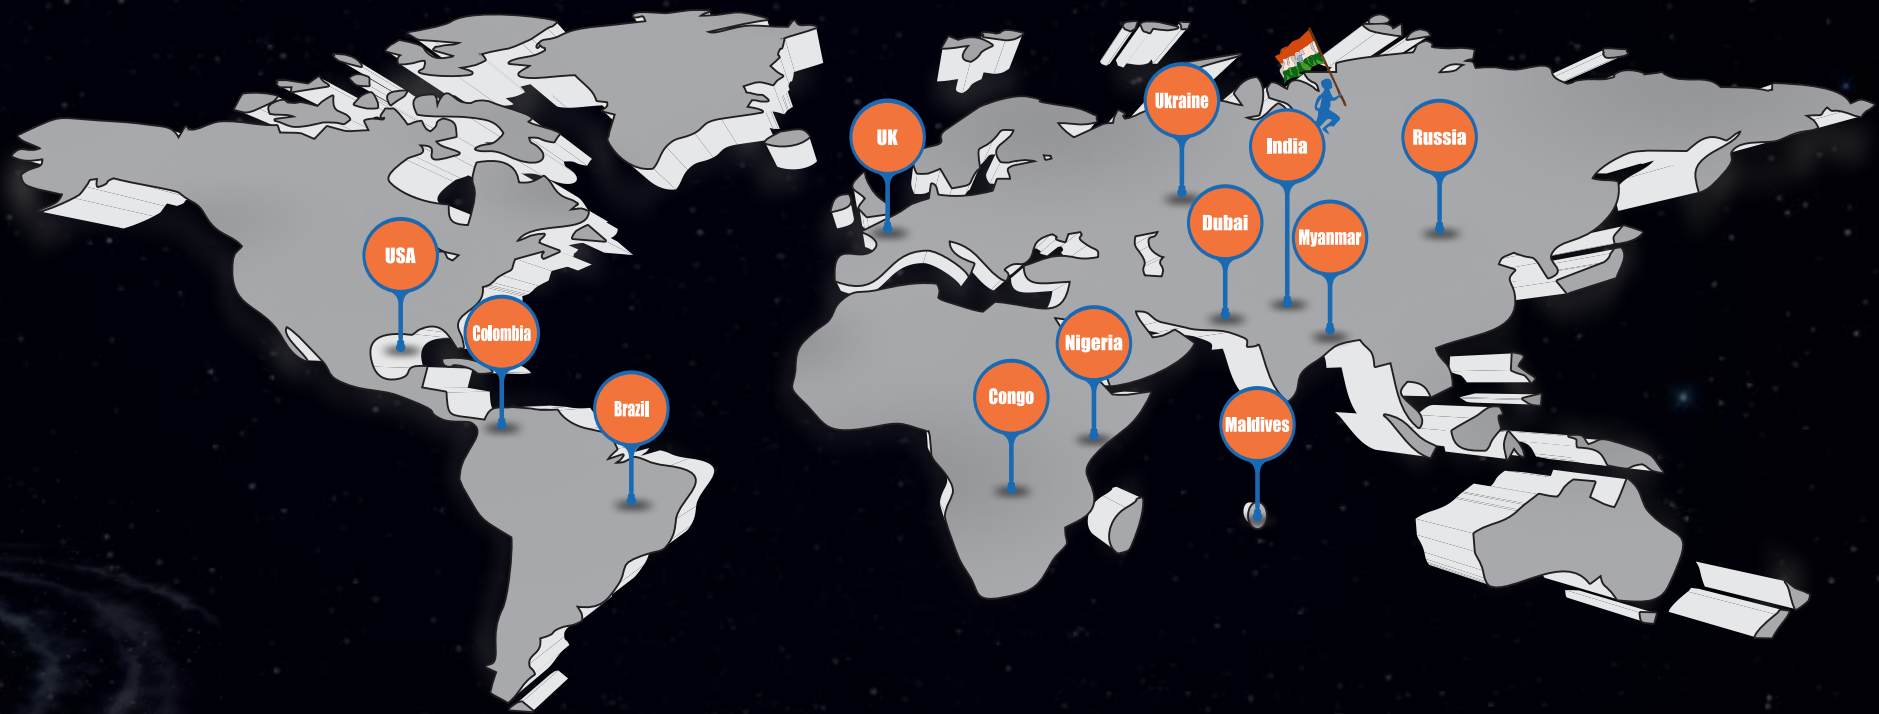 Ukraine
UK
Russia
India
Dubai
Myanmar
USA
Colombia
Nigeria
Congo
Brazil
Maldives